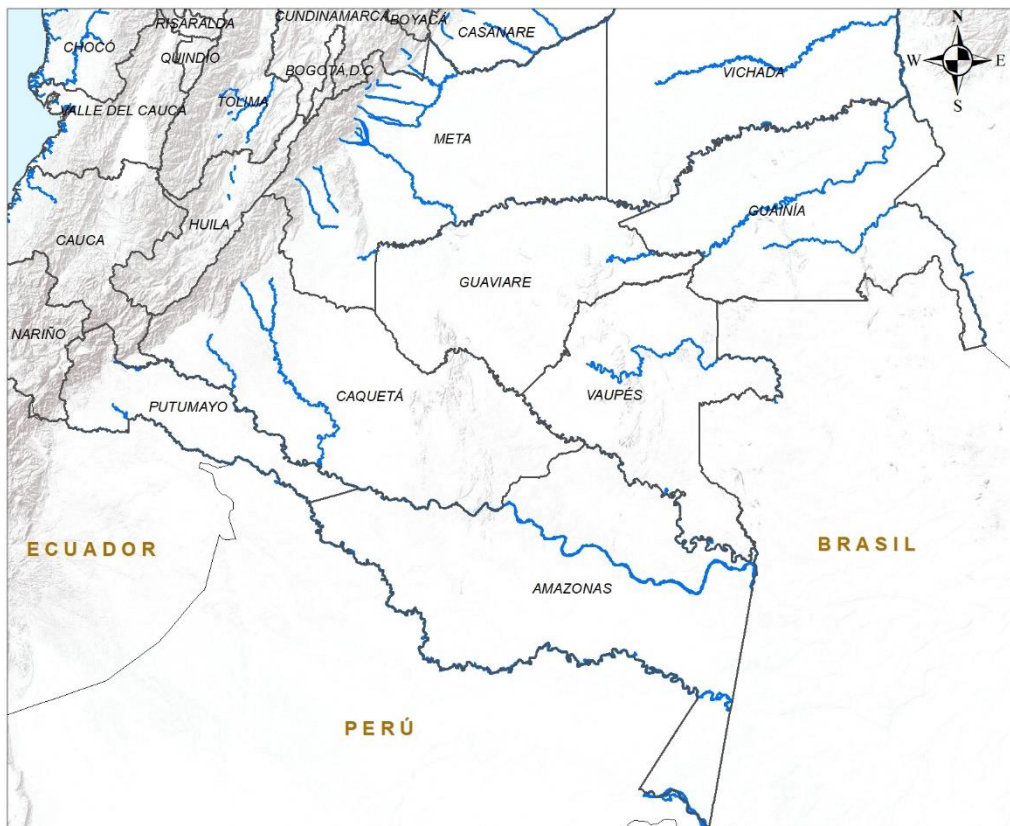 CUNDINAMARCA
BOYACÁ
N
RISARALDA
CASANARE
CHOCÓ
QUINDÍO
W
E
BOGOTÁ,D.C
VICHADA
TOLIMA
S
VALLE DEL CAUCA
META
GUAINÍA
HUILA
CAUCA
GUAVIARE
NARIÑO
CAQUETÁ
VAUPÉS
PUTUMAYO
ECUADOR
BRASIL
AMAZONAS
PERÚ